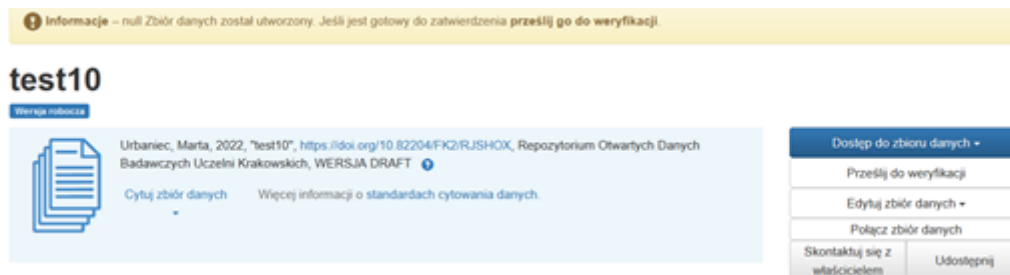 Informacje – null Zbiór danych został utworzony. Jeśli jest gotowy do zatwierdzenia prześlij go do weryfikacji.
test10
Wersja robocza
Urbaniec, Marta, 2022, "test10", https://doi.org/10.82204/FK2/RJSHOX, Repozytorium Otwartych Danych
Badawczych Uczelni Krakowskich, WERSJA DRAFT
Cytuj zbiór danych
Więcej informacji o standardach cytowania danych.
Dostęp do zbioru danych
Prześlij do weryfikacji
Edytuj zbiór danych
Połącz zbiór danych
Skontaktuj się z
właścicielem
Udostępnij